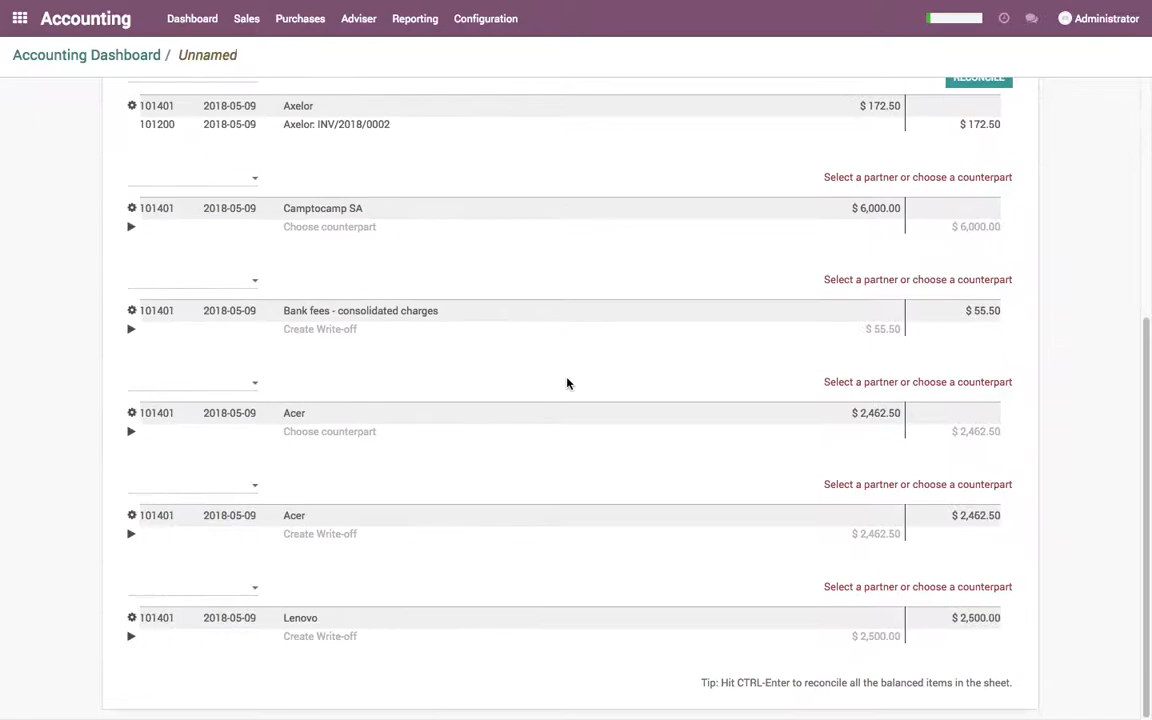 Accounting Dashboard Sales Purchases Adviser Reporting Configuration Administrator
Accounting Dashboard / Unnamed
RECONCILE
101401 2018-05-09 Axelor $ 172.50
101200 2018-05-09 Axelor: INV/2018/0002 $ 172.50
Select a partner or choose a counterpart
101401 2018-05-09 Camptocamp SA $ 6,000.00
Choose counterpart $ 6,000.00
Select a partner or choose a counterpart
101401 2018-05-09 Bank fees - consolidated charges $ 55.50
Create Write-off $ 55.50
Select a partner or choose a counterpart
101401 2018-05-09 Acer $ 2,462.50
Choose counterpart $ 2,462.50
Select a partner or choose a counterpart
101401 2018-05-09 Acer $ 2,462.50
Create Write-off $ 2,462.50
Select a partner or choose a counterpart
101401 2018-05-09 Lenovo $ 2,500.00
Create Write-off $ 2,500.00
Tip: Hit CTRL-Enter to reconcile all the balanced items in the sheet.